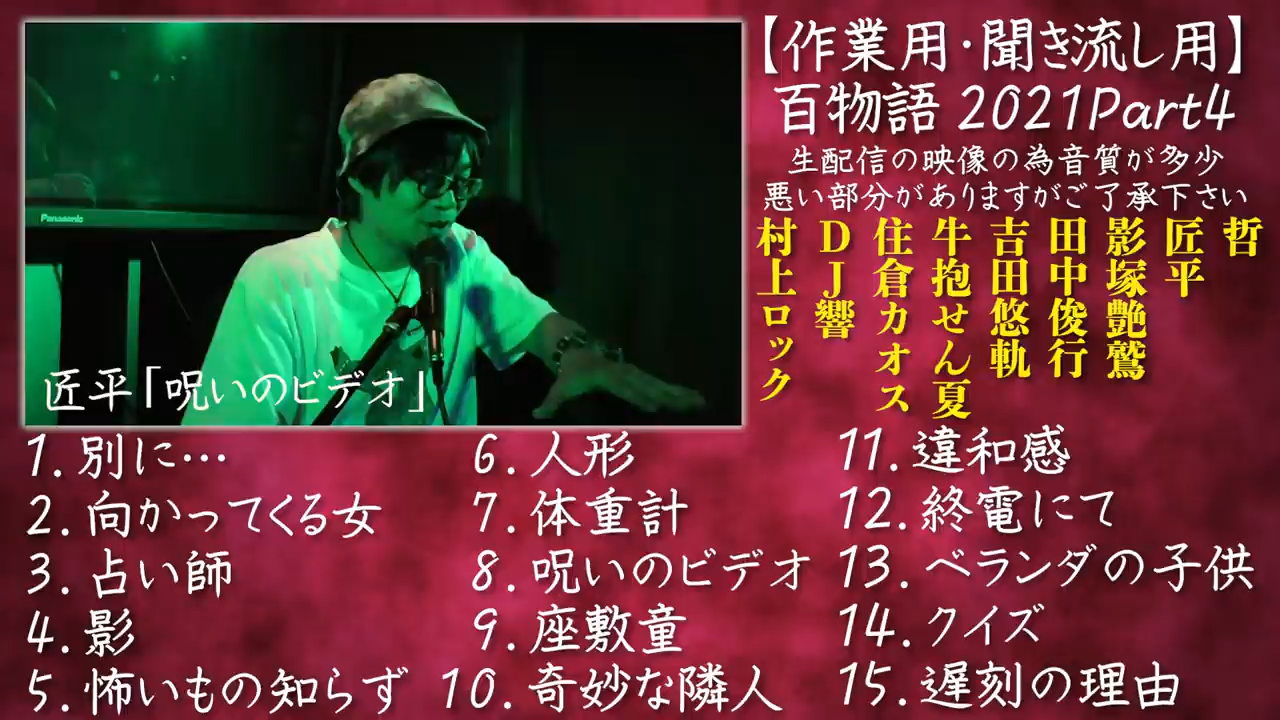 【作業用・聞き流し用】
百物語 2021Part4
生配信の映像の為音質が多少
悪い部分がありますがご了承下さい
哲
匠平
影塚艶鷲
田中俊行
吉田悠軌
牛抱せん夏
住倉カオス
DJ響
村上ロック
Panasonic
匠平「呪いのビデオ」
1. 別に…
2. 向かってくる女
3. 占い師
4. 影
5. 怖いもの知らず
6. 人形
7. 体重計
8. 呪いのビデオ
9. 座敷童
10. 奇妙な隣人
11. 違和感
12. 終電にて
13. ベランダの子供
14. クイズ
15. 遅刻の理由